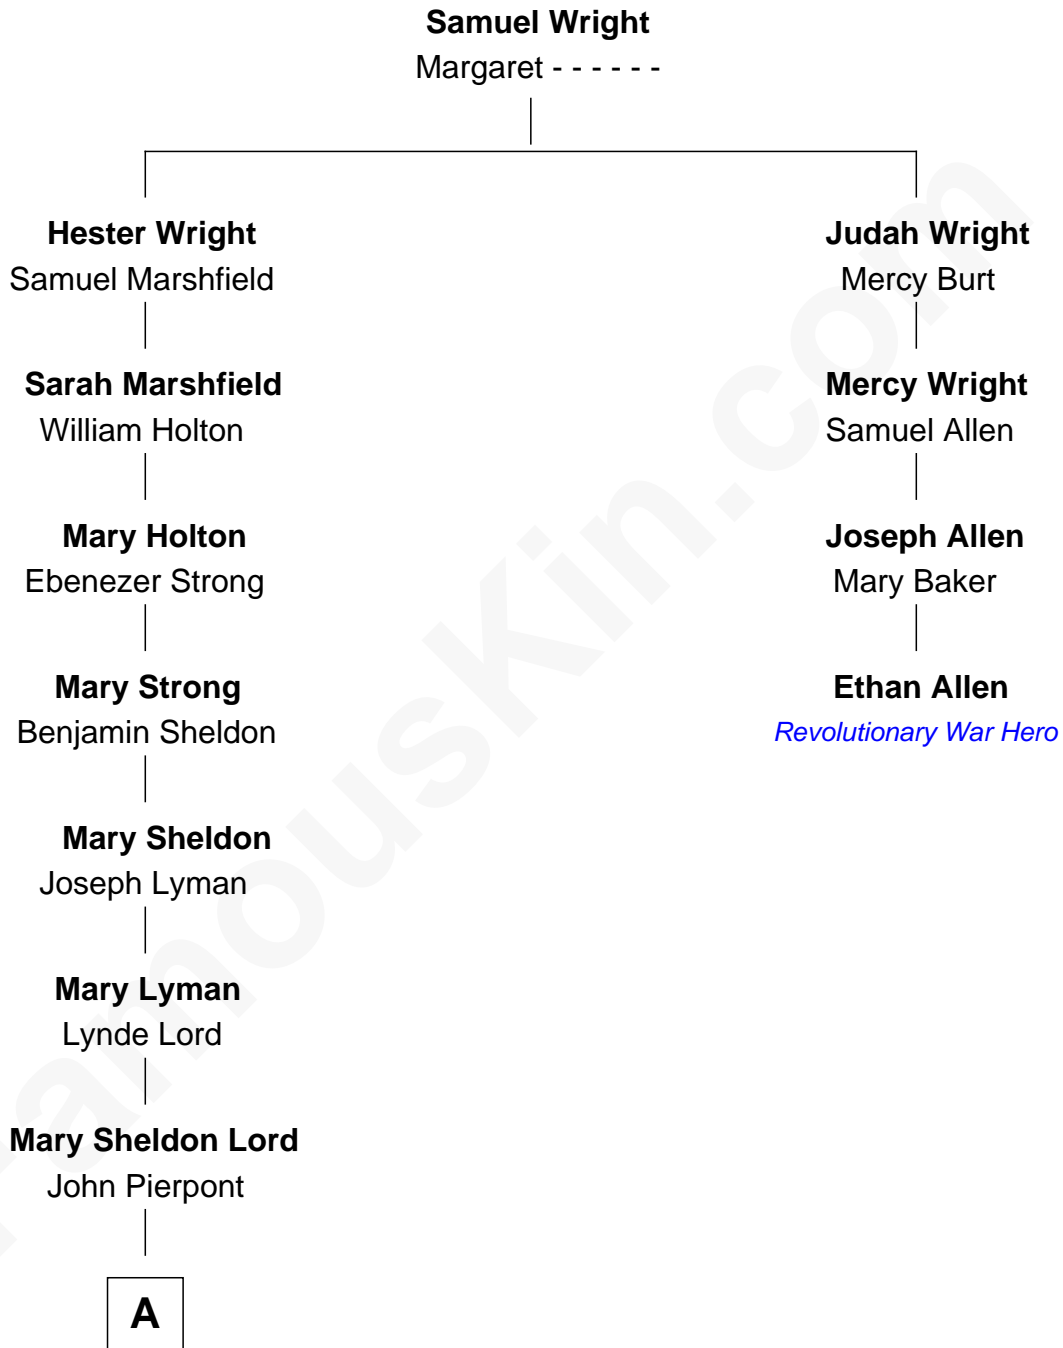 Samuel Wright
Margaret - - - - - -
Hester Wright
Samuel Marshfield
Judah Wright
Mercy Burt
Sarah Marshfield
William Holton
Mercy Wright
Samuel Allen
Mary Holton
Ebenezer Strong
Joseph Allen
Mary Baker
Mary Strong
Benjamin Sheldon
Ethan Allen
Revolutionary War Hero
Mary Sheldon
Joseph Lyman
Mary Lyman
Lynde Lord
Mary Sheldon Lord
John Pierpont
A
FamousKin.com